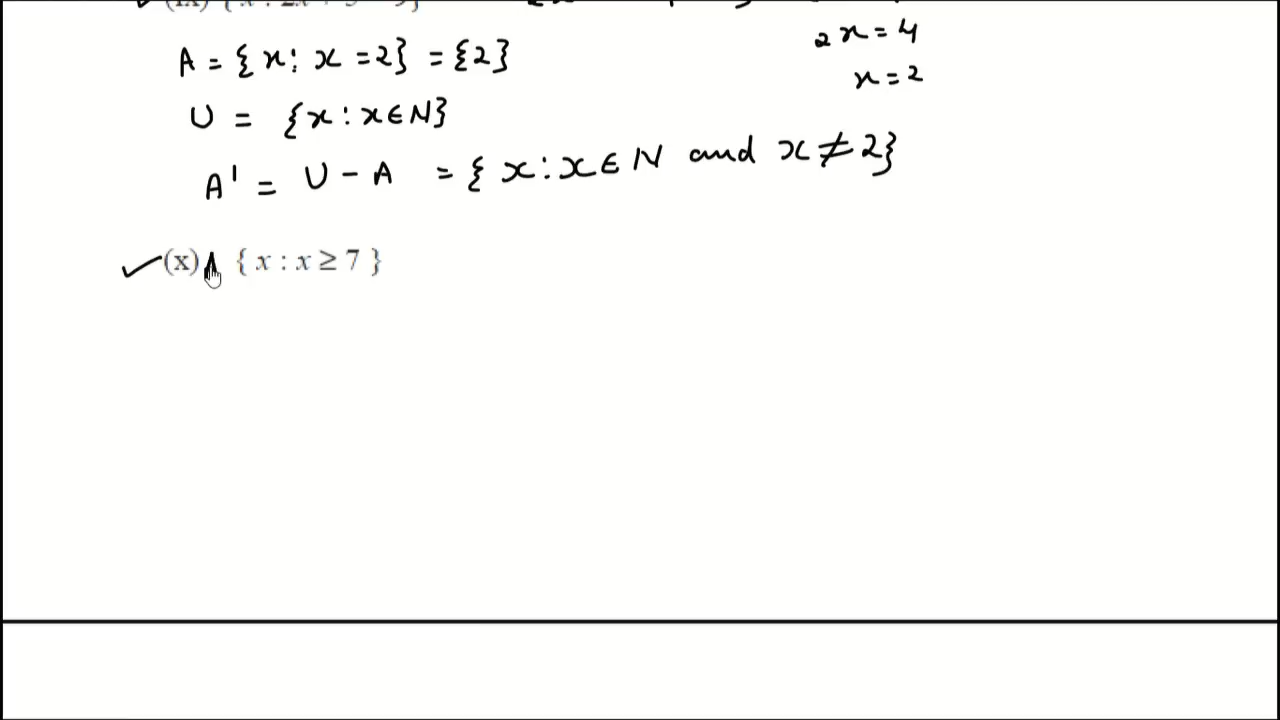 2x = 4
A = {x : x = 2} = {2}
x = 2
U = {x : x ∈ N}
A' = U - A = {x : x ∈ N and x ≠ 2}
(x) A {x : x ≥ 7}